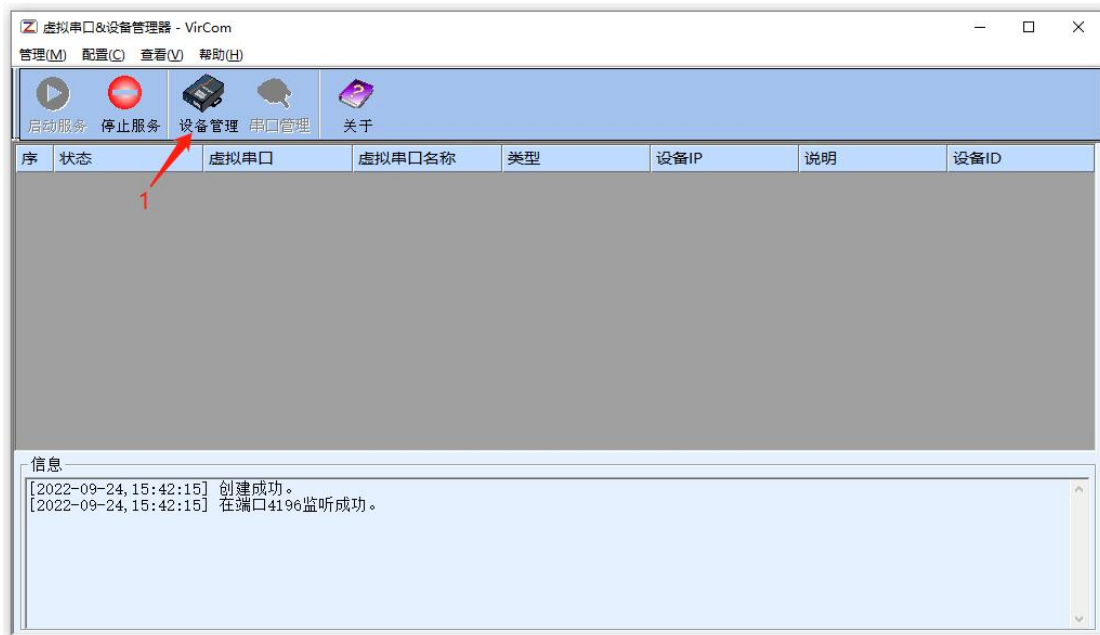 虚拟串口&设备管理器 - VirCom
管理(M) 配置(C) 查看(V) 帮助(H)
启动服务 停止服务 设备管理 串口管理 关于
序 状态 虚拟串口 虚拟串口名称 类型 设备IP 说明 设备ID
1
信息
[2022-09-24,15:42:15] 创建成功。
[2022-09-24,15:42:15] 在端口4196监听成功。